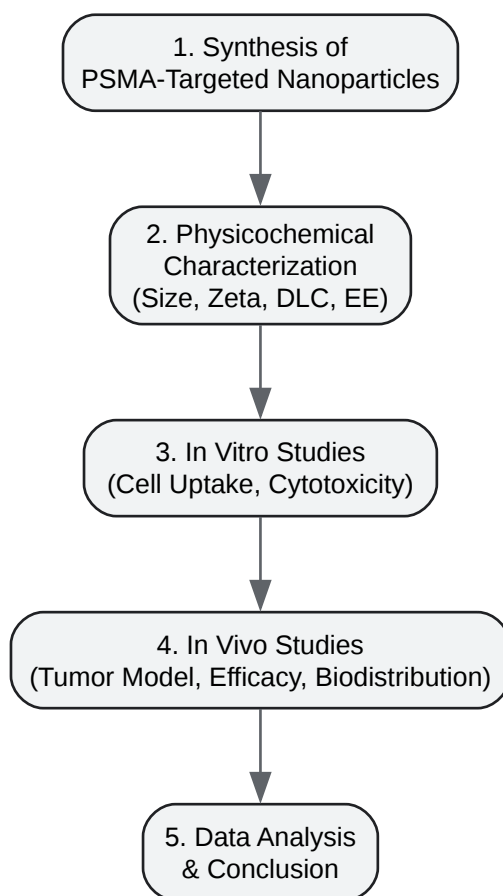 1. Synthesis of
PSMA-Targeted Nanoparticles
2. Physicochemical
Characterization
(Size, Zeta, DLC, EE)
3. In Vitro Studies
(Cell Uptake, Cytotoxicity)
4. In Vivo Studies
(Tumor Model, Efficacy, Biodistribution)
5. Data Analysis
& Conclusion